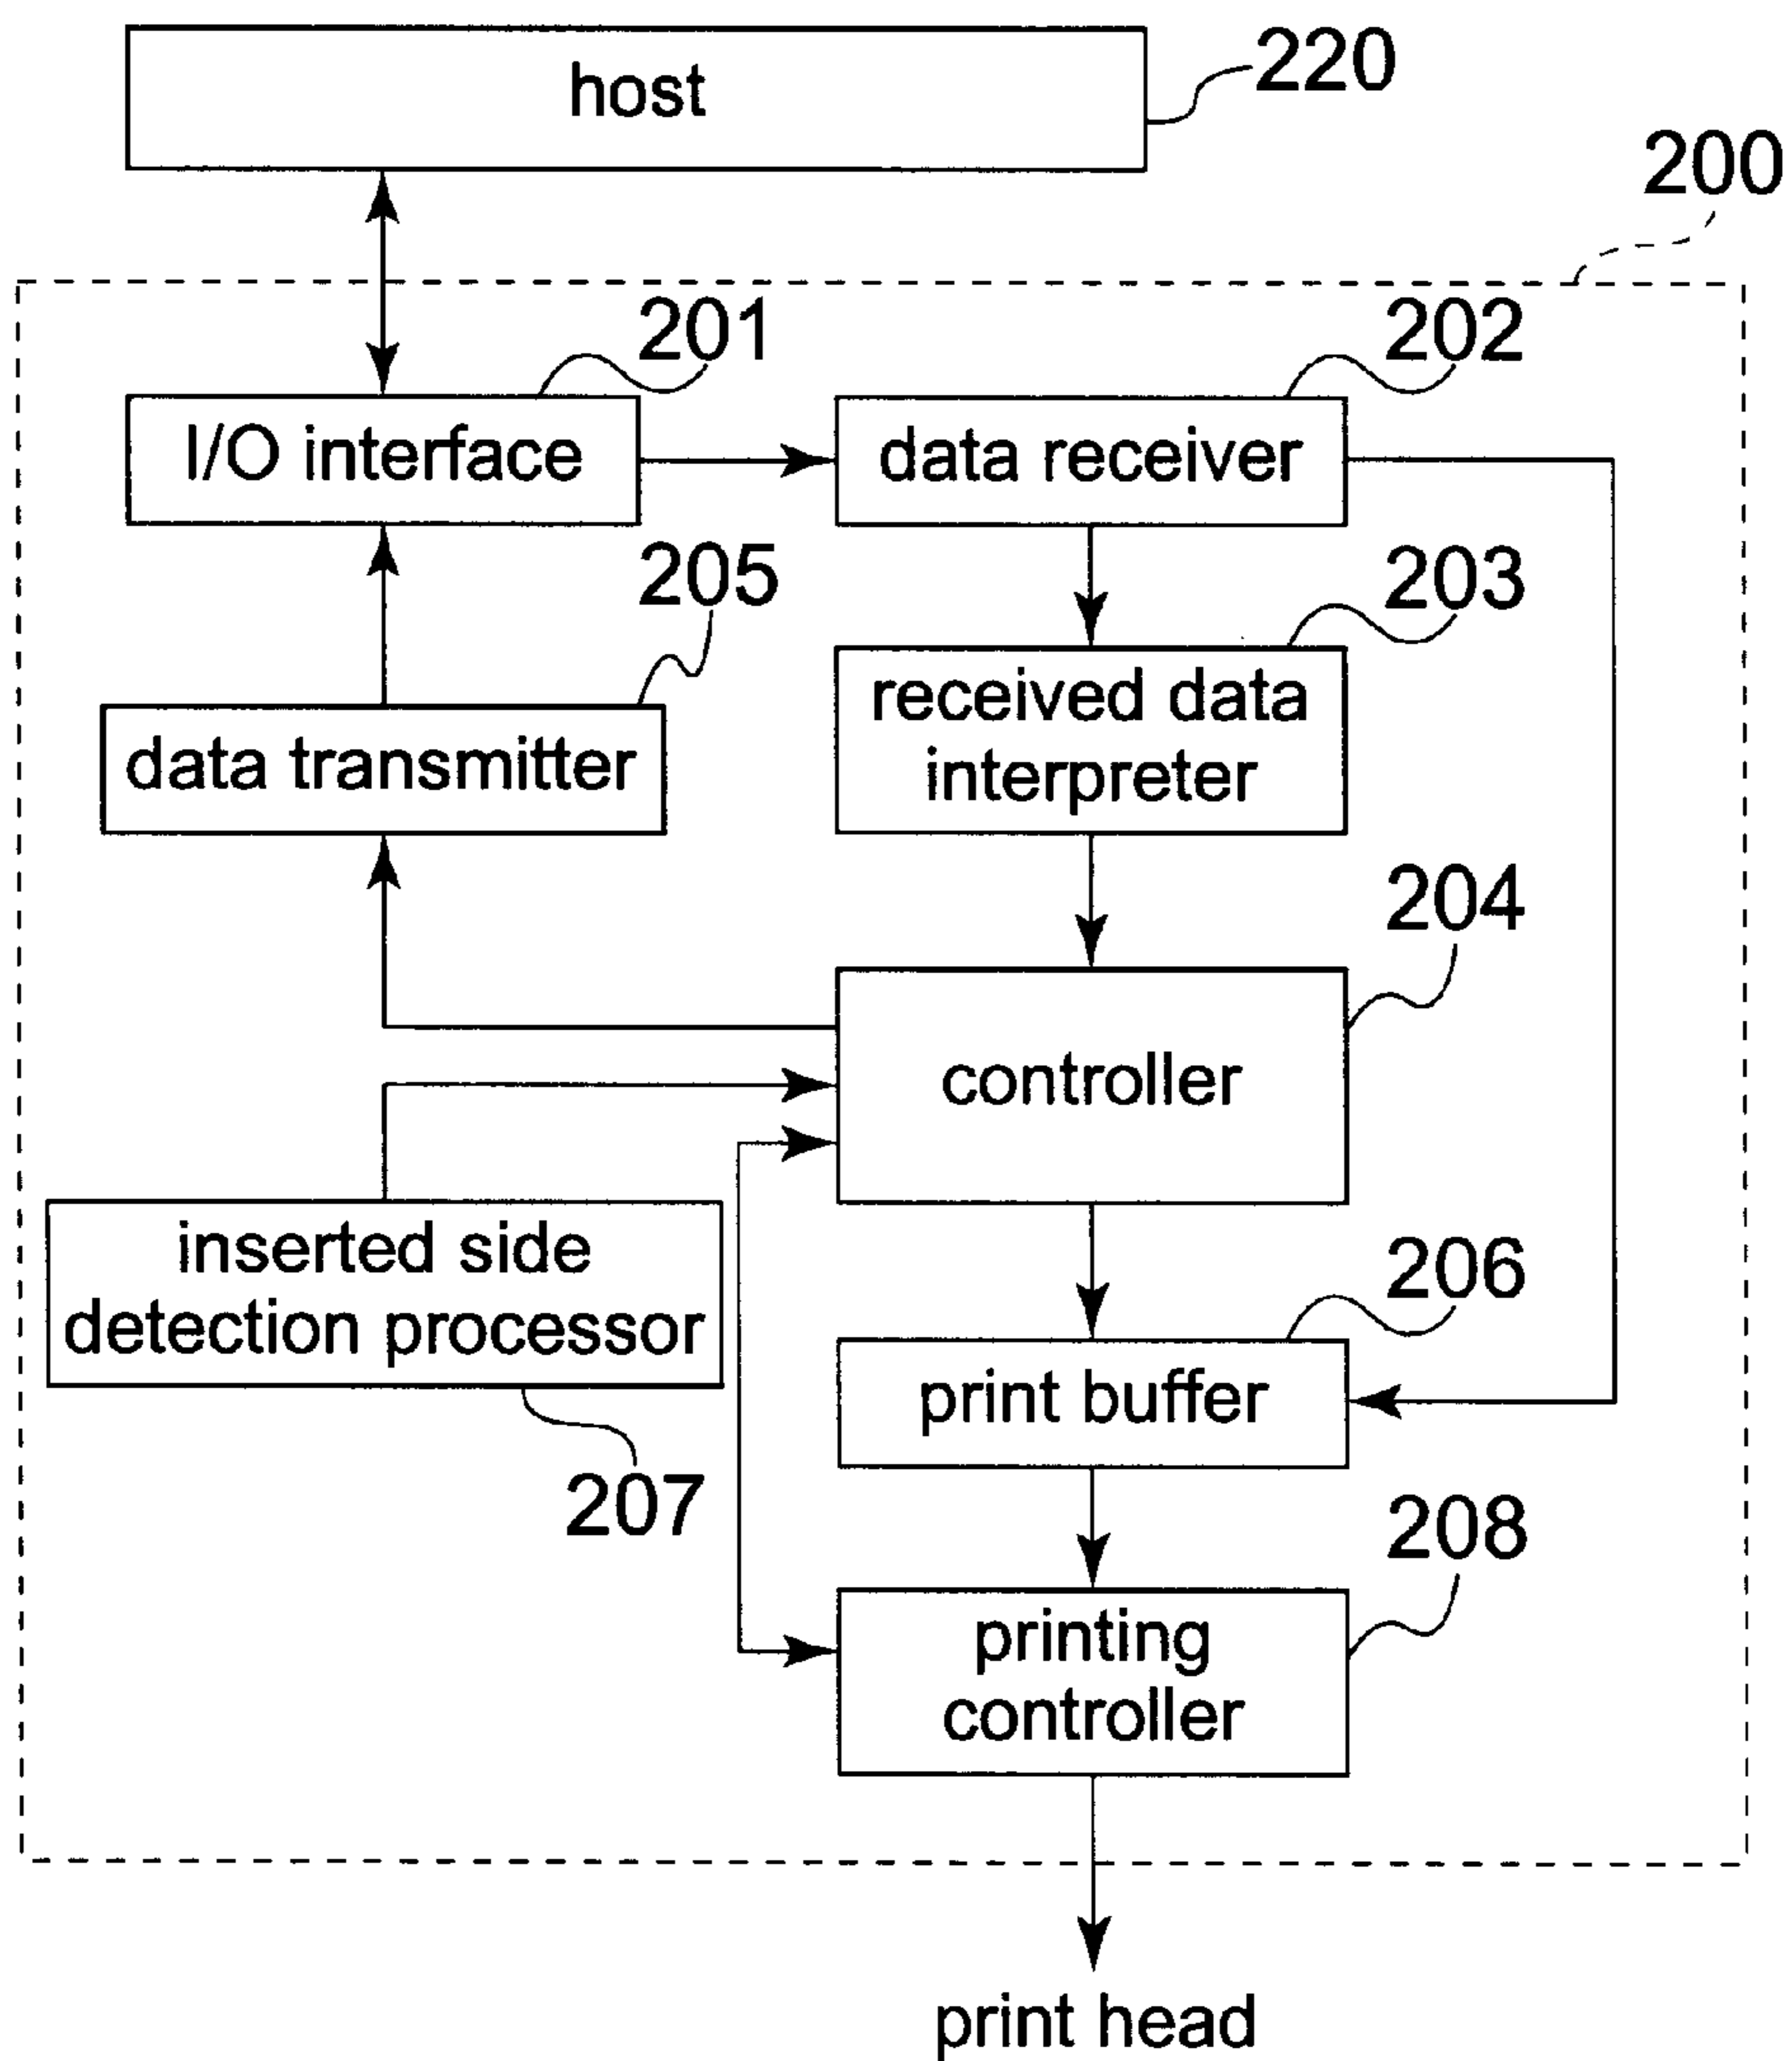 host
220
200
201
202
I/O interface
data receiver
205
203
received data
interpreter
data transmitter
204
controller
inserted side
detection processor
206
print buffer
207
208
printing
controller
print head